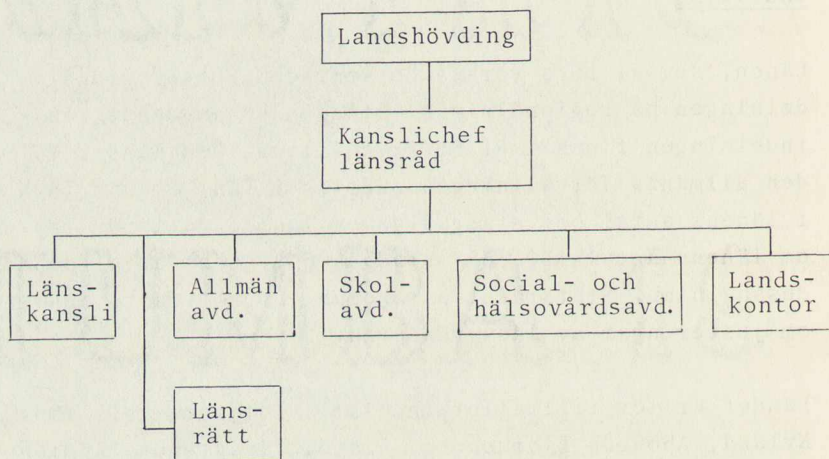 Landshövding
Kanslichef
länsråd
Läns-
kansli
Allmän
avd.
Skol-
avd.
Social- och
hälsovårdsavd.
Lands-
kontor
Läns-
rätt